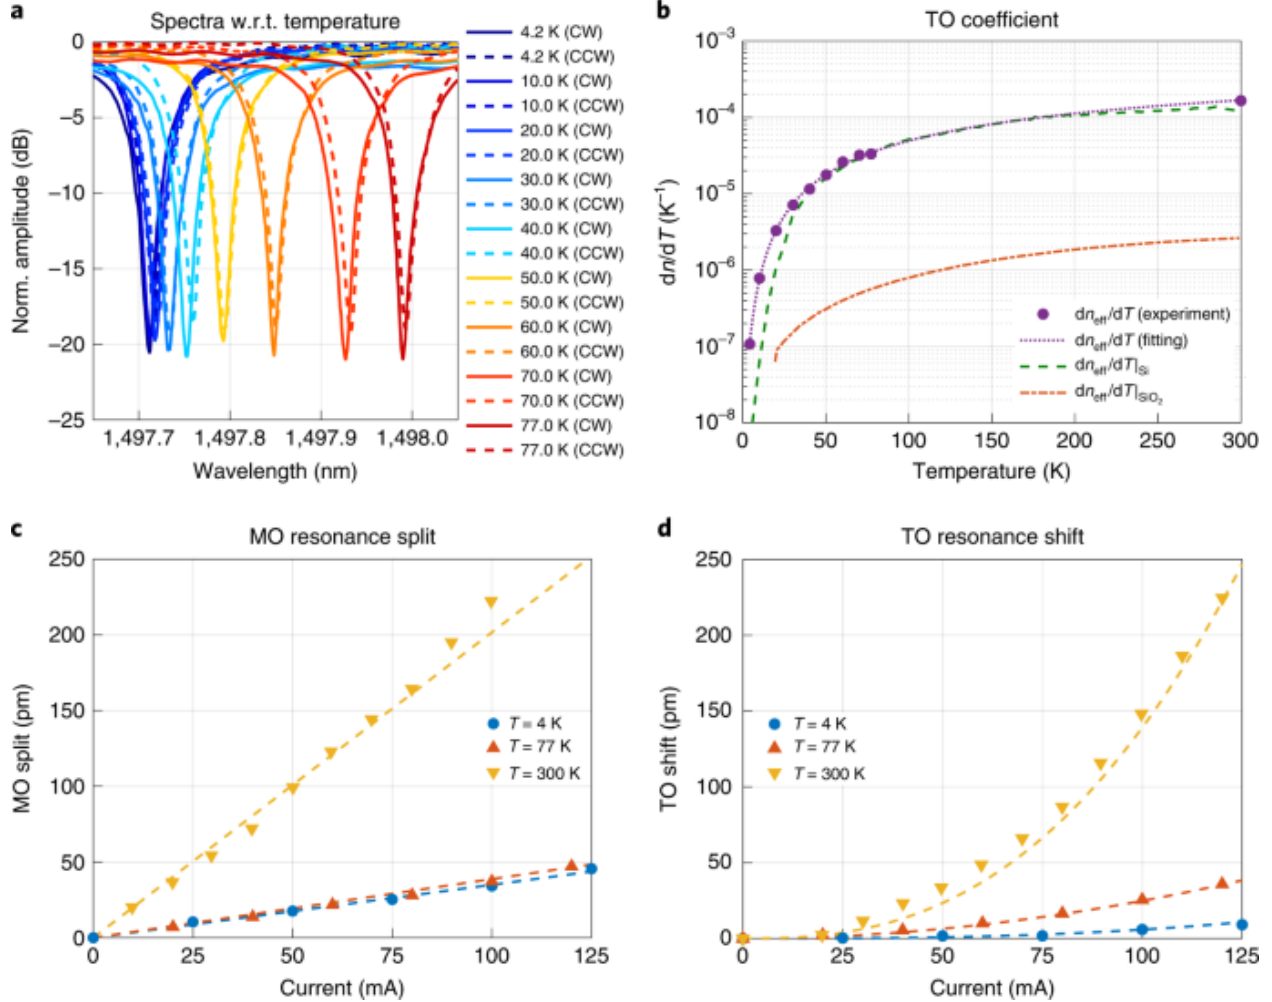 a
Spectra w.r.t. temperature
0
−5
−10
−15
−20
−25
Norm. amplitude (dB)
1,497.7 1,497.8 1,497.9 1,498.0
Wavelength (nm)
4.2 K (CW)
4.2 K (CCW)
10.0 K (CW)
10.0 K (CCW)
20.0 K (CW)
20.0 K (CCW)
30.0 K (CW)
30.0 K (CCW)
40.0 K (CW)
40.0 K (CCW)
50.0 K (CW)
50.0 K (CCW)
60.0 K (CW)
60.0 K (CCW)
70.0 K (CW)
70.0 K (CCW)
77.0 K (CW)
77.0 K (CCW)
b
TO coefficient
10⁻³
10⁻⁴
10⁻⁵
10⁻⁶
10⁻⁷
10⁻⁸
dn/dT (K⁻¹)
dn_eff/dT (experiment)
dn_eff/dT (fitting)
dn_eff/dT|_Si
dn_eff/dT|_SiO₂
0 50 100 150 200 250 300
Temperature (K)
c
MO resonance split
250
200
150
100
50
0
MO split (pm)
T = 4 K
T = 77 K
T = 300 K
0 25 50 75 100 125
Current (mA)
d
TO resonance shift
250
200
150
100
50
0
TO shift (pm)
T = 4 K
T = 77 K
T = 300 K
0 25 50 75 100 125
Current (mA)